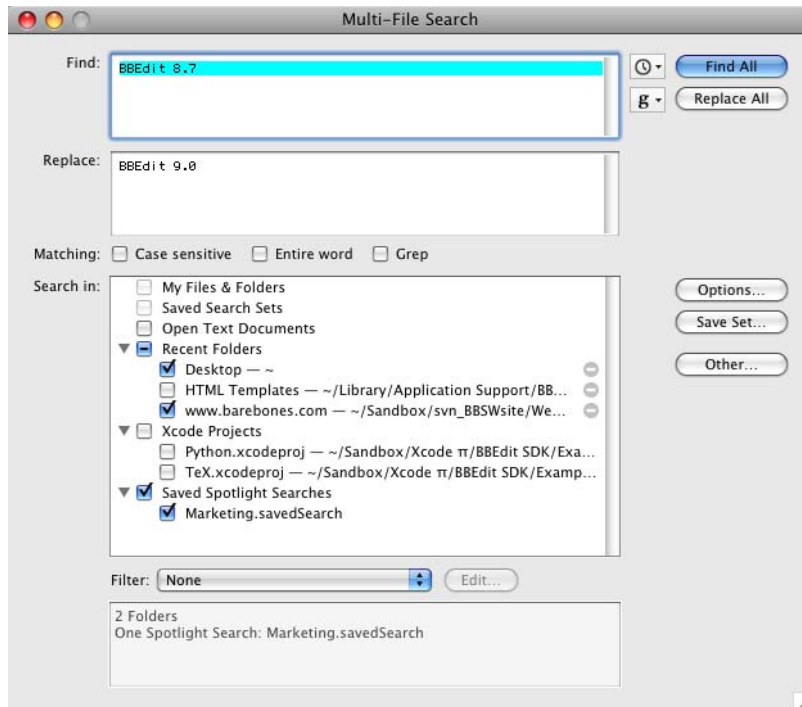 Multi-File Search
Find:
BBEdit 8.7
Find All
g
Replace All
Replace:
BBEdit 9.0
Matching:
Case sensitive
Entire word
Grep
Search in:
My Files & Folders
Options...
Saved Search Sets
Open Text Documents
Save Set...
Recent Folders
Desktop — ~
Other...
HTML Templates — ~/Library/Application Support/BB...
www.barebones.com — ~/Sandbox/svn_BBSWsite/We...
Xcode Projects
Python.xcodeproj — ~/Sandbox/Xcode π/BBEdit SDK/Exa...
TeX.xcodeproj — ~/Sandbox/Xcode π/BBEdit SDK/Examp...
Saved Spotlight Searches
Marketing.savedSearch
Filter:
None
Edit...
2 Folders
One Spotlight Search: Marketing.savedSearch